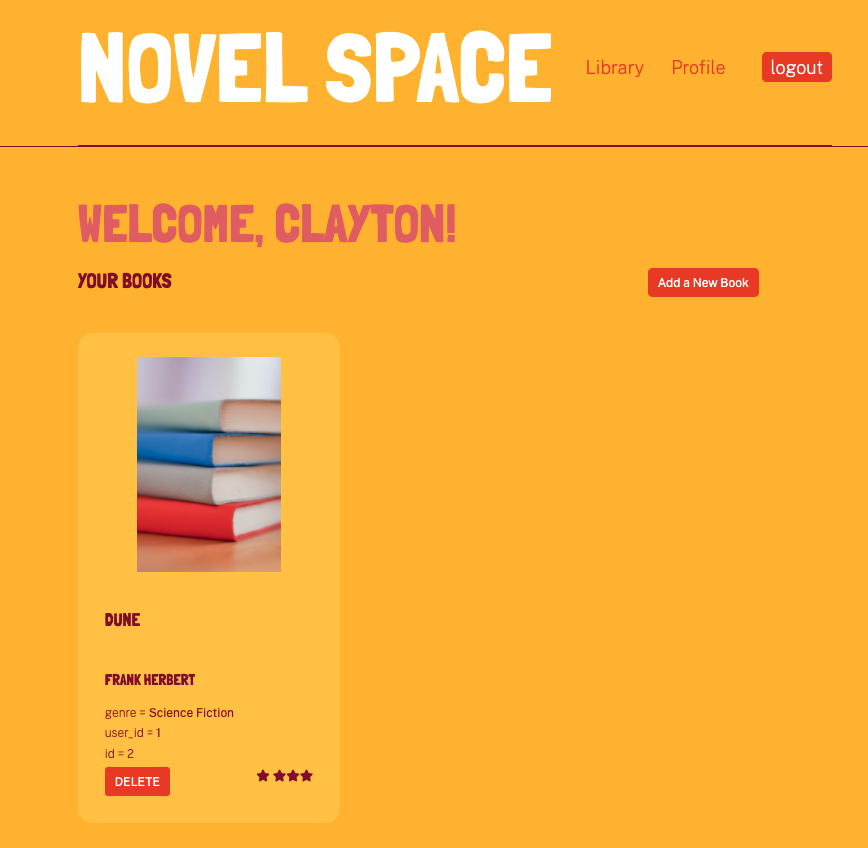 NOVEL SPACE
Library Profile logout
WELCOME, CLAYTON!
YOUR BOOKS
Add a New Book
DUNE
FRANK HERBERT
genre = Science Fiction
user_id = 1
id = 2
DELETE